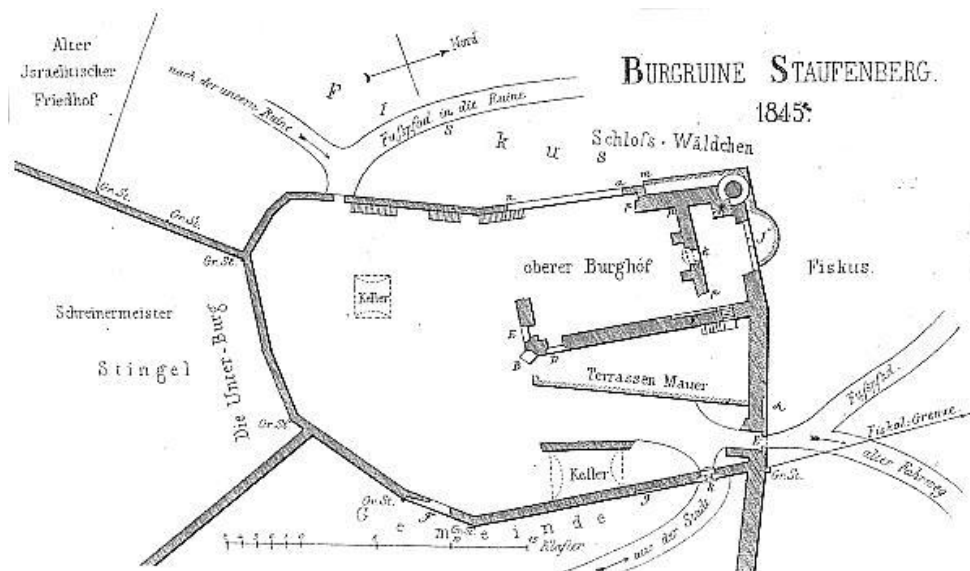 BURGRUINE STAUFENBERG.
1845.
Alter
Israelitischer
Friedhof
nach der untern Ruine
Nord
Fußpfad in die Ruine
Fiskus
Schloſs-Wäldchen
Gr.St.
Gr.St.
Gr.St.
n
a
m
F
oberer Burghof
Fiskus.
J
k
Keller
Schreinermeister
Stingel
Die Unter-Burg
E
B
D
Terrassen Mauer
h
Fußpfad.
Fiskal-Grenze
alter Fahrweg
E
Gr.St.
Gr.St.
Keller
Gr.St.
F
g
h
Gemeinde
aus der Stadt
Klafter